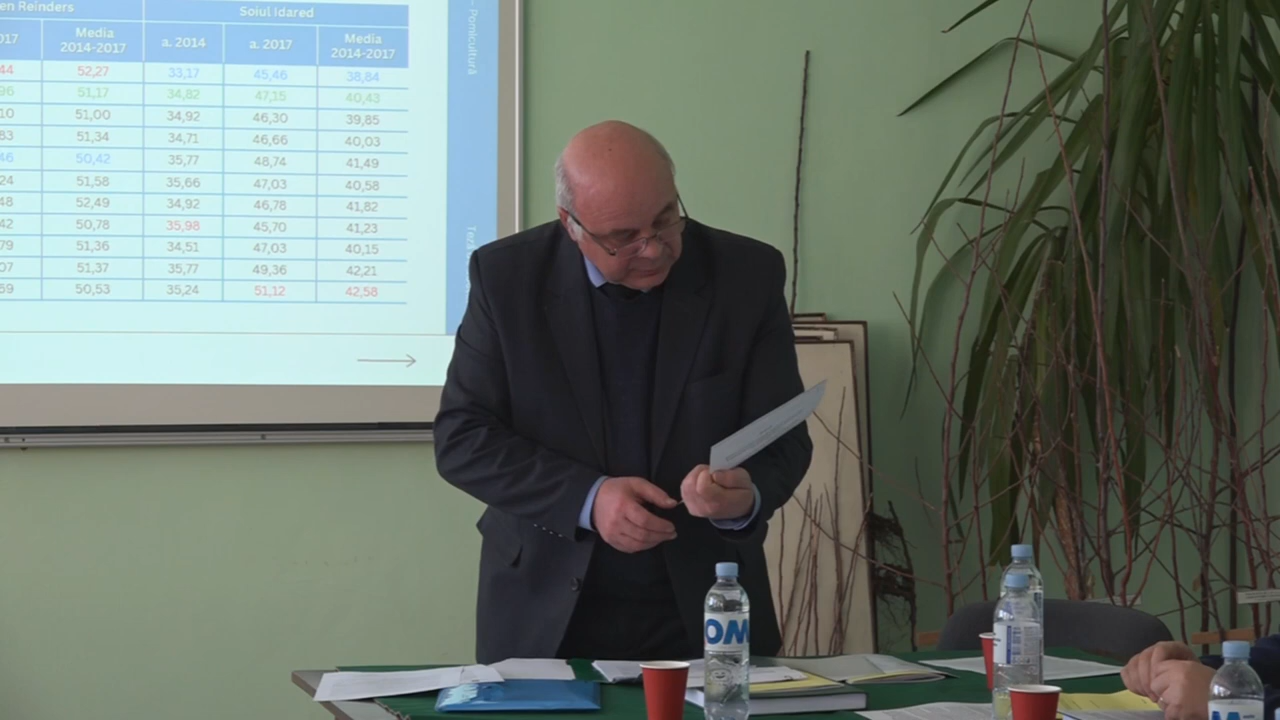 en Reinders Soiul Idared
017 Media 2014-2017 a. 2014 a. 2017 Media 2014-2017
44 52,27 33,17 45,46 38,84
96 51,17 34,82 47,15 40,43
10 51,00 34,92 46,30 39,85
83 51,34 34,71 46,66 40,03
46 50,42 35,77 48,74 41,49
24 51,58 35,66 47,03 40,58
48 52,49 34,92 46,78 41,82
42 50,78 35,98 45,70 41,23
79 51,36 34,51 47,03 40,15
07 51,37 35,77 49,36 42,21
69 50,53 35,24 51,12 42,58
– Pomicultură
OM